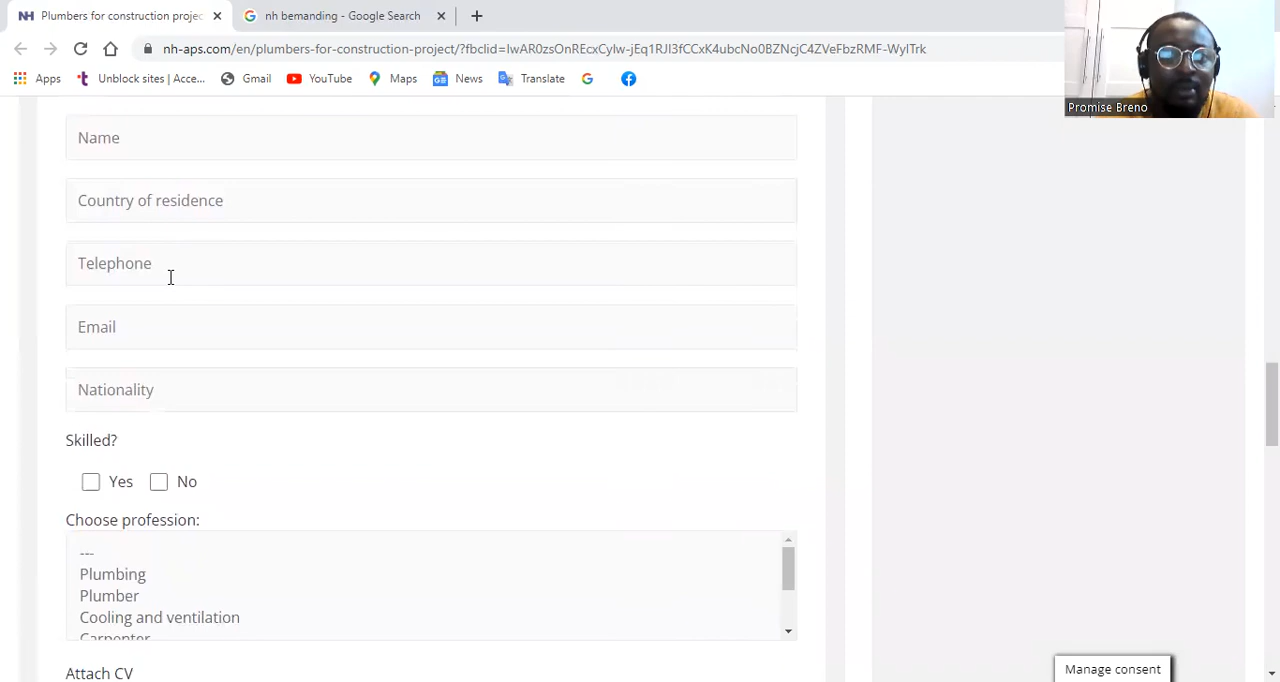 Plumbers for construction projec
nh bemanding - Google Search
nh-aps.com/en/plumbers-for-construction-project/?fbclid=IwAR0zsOnREcxCylw-jEq1RJI3fCCxK4ubcNo0BZNcjC4ZVeFbzRMF-WylTrk
Apps
Unblock sites | Acce...
Gmail
YouTube
Maps
News
Translate
Promise Breno
Name
Country of residence
Telephone
Email
Nationality
Skilled?
Yes No
Choose profession:
---
Plumbing
Plumber
Cooling and ventilation
Carpenter
Attach CV
Manage consent